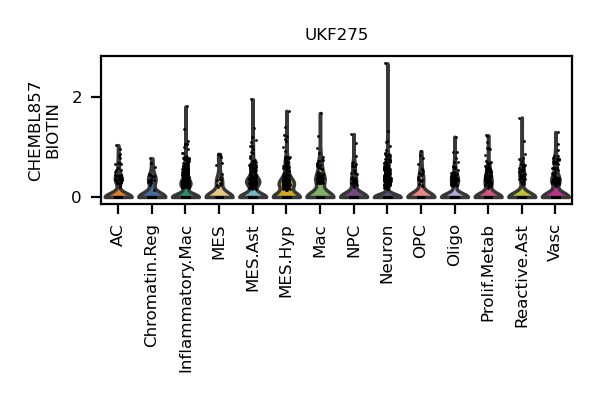 UKF275
CHEMBL857
BIOTIN
2
0
AC
Chromatin.Reg
Inflammatory.Mac
MES
MES.Ast
MES.Hyp
Mac
NPC
Neuron
OPC
Oligo
Prolif.Metab
Reactive.Ast
Vasc